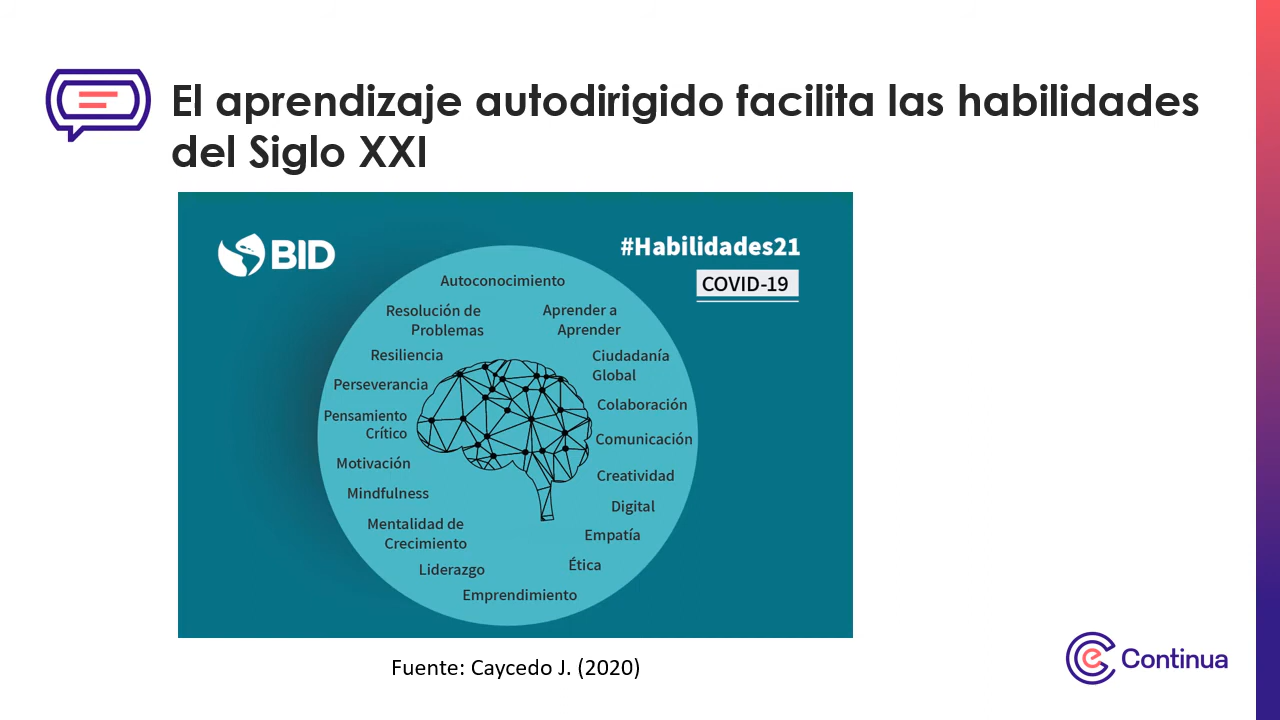 El aprendizaje autodirigido facilita las habilidades
del Siglo XXI
BID
#Habilidades21
COVID-19
Autoconocimiento
Resolución de
Problemas
Aprender a
Aprender
Resiliencia
Ciudadanía
Global
Perseverancia
Colaboración
Pensamiento
Crítico
Comunicación
Motivación
Creatividad
Mindfulness
Digital
Mentalidad de
Crecimiento
Empatía
Liderazgo
Ética
Emprendimiento
Fuente: Caycedo J. (2020)
Continua